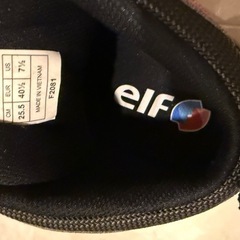 US 7½
EUR 40½
CM 25.5
MADE IN VIETNAM
F2081
elf